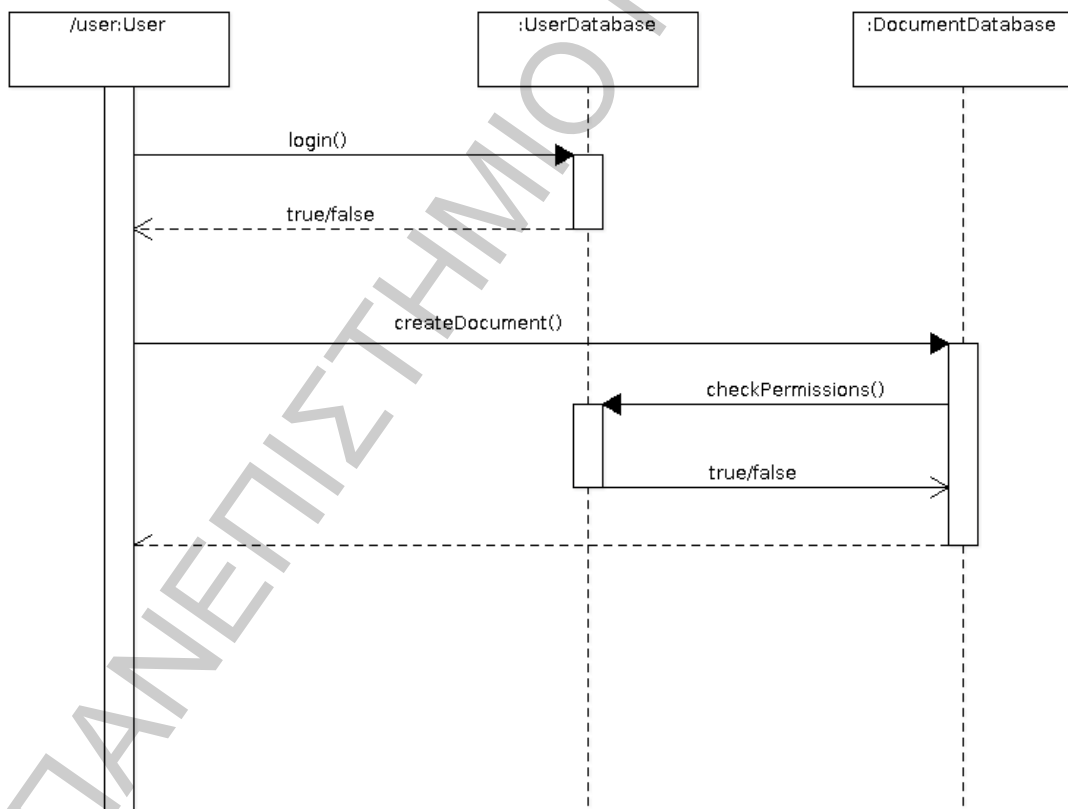 /user:User
:UserDatabase
:DocumentDatabase
login()
true/false
createDocument()
checkPermissions()
true/false
ΠΑΝΕΠΙΣΤΗΜΙΟ